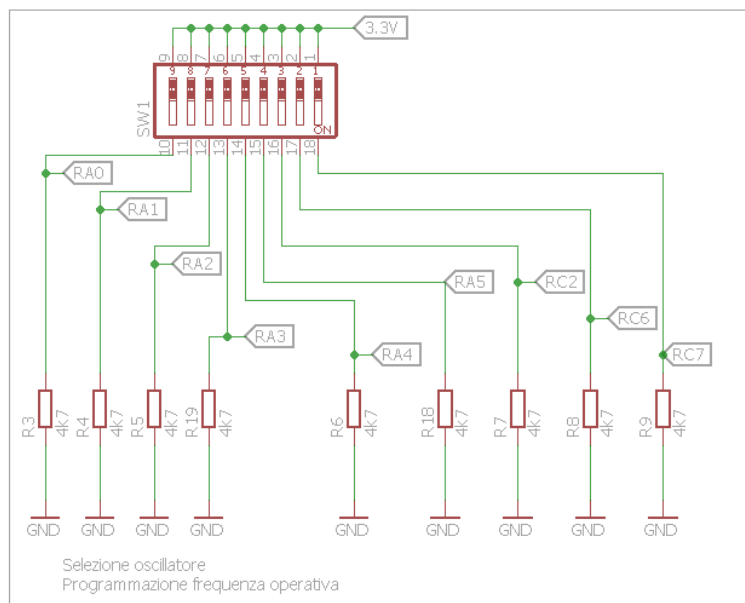 3.3V
9 8 7 6 5 4 3 2 1
9 8 7 6 5 4 3 2 1
SW1
ON
10 11 12 13 14 15 16 17 18
RA0
RA1
RA2
RA3
RA4
RA5
RC2
RC6
RC7
R3 4k7
R4 4k7
R5 4k7
R19 4k7
R6 4k7
R18 4k7
R7 4k7
R8 4k7
R9 4k7
GND GND GND GND GND GND GND GND GND
Selezione oscillatore
Programmazione frequenza operativa